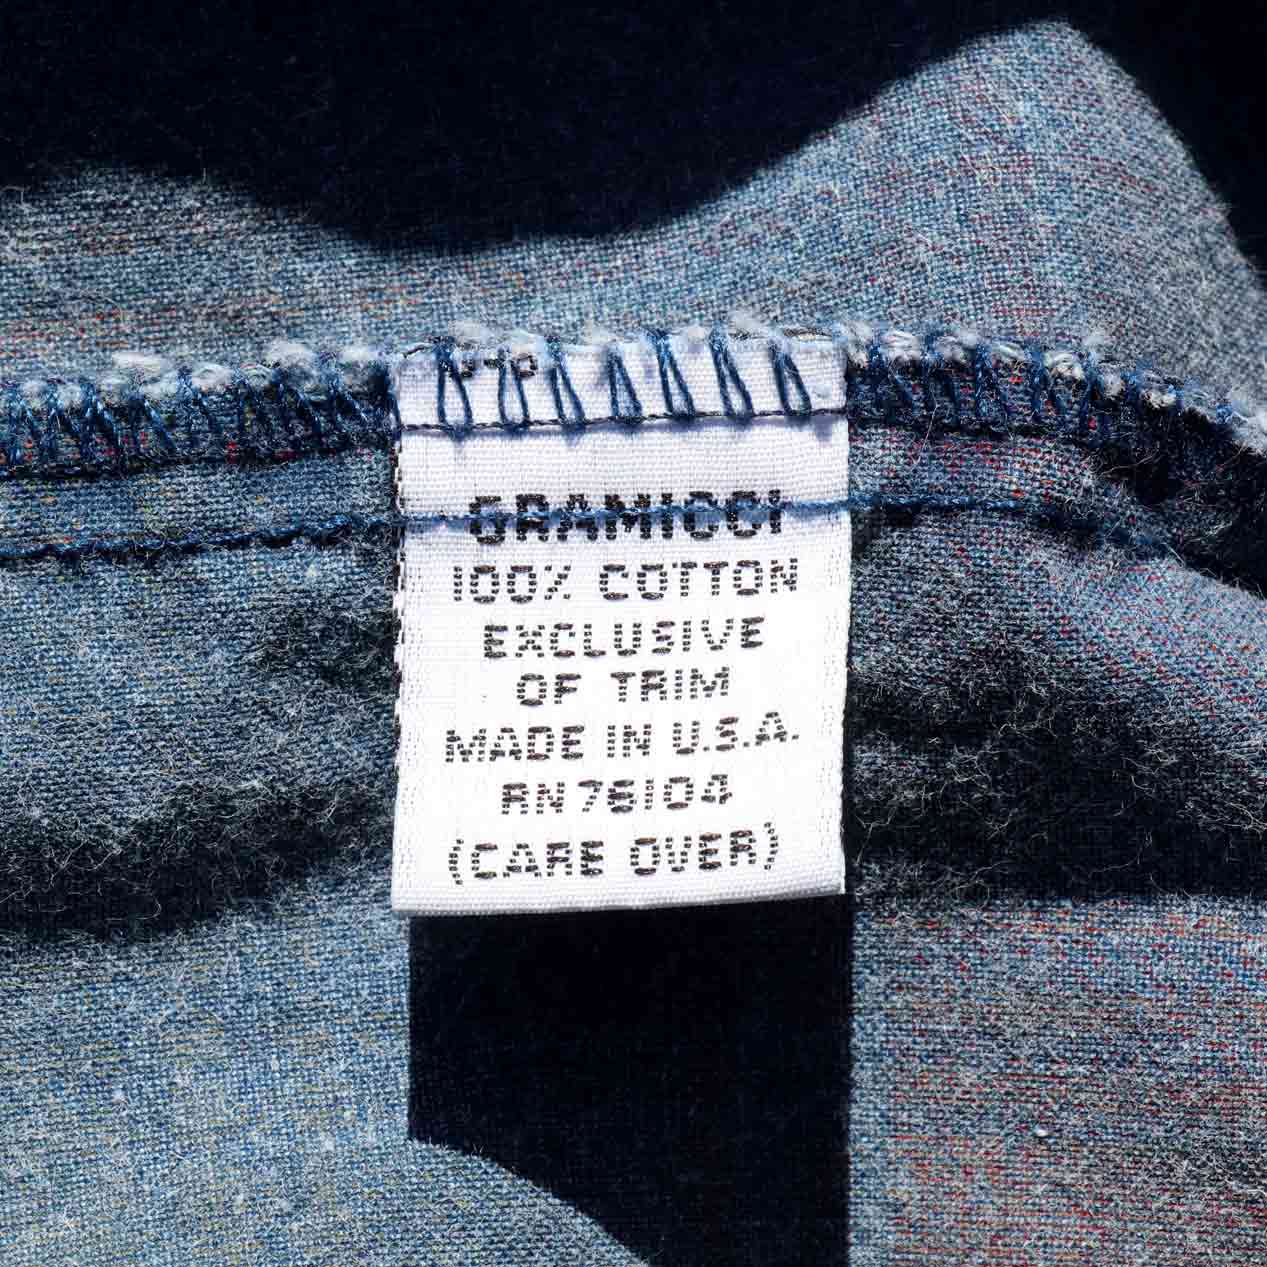 GRAMICCI
100% COTTON
EXCLUSIVE
OF TRIM
MADE IN U.S.A.
RN 76104
(CARE OVER)